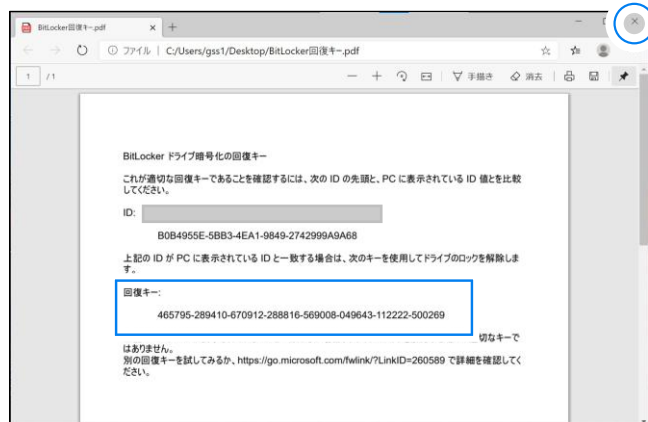 BitLocker回復キー.pdf
ファイル | C:/Users/gss1/Desktop/BitLocker回復キー.pdf
1 / 1
手描き 消去
BitLocker ドライブ暗号化の回復キー
これが適切な回復キーであることを確認するには、次の ID の先頭と、PC に表示されている ID 値とを比較
してください。
ID:
B0B4955E-5BB3-4EA1-9849-2742999A9A68
上記の ID が PC に表示されている ID と一致する場合は、次のキーを使用してドライブのロックを解除しま
す。
回復キー:
465795-289410-670912-288816-569008-049643-112222-500269
切なキーで
はありません。
別の回復キーを試してみるか、https://go.microsoft.com/fwlink/?LinkID=260589 で詳細を確認してく
ださい。